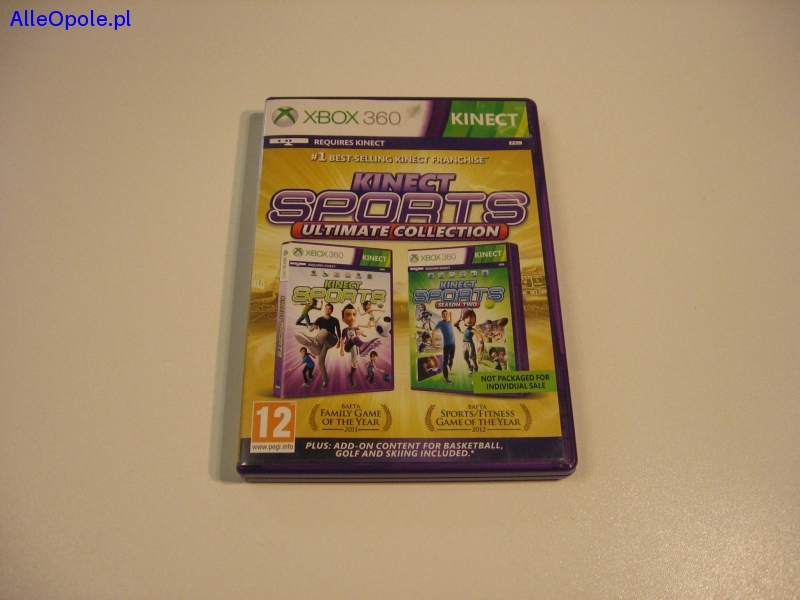 AlleOpole.pl
XBOX 360
KINECT
REQUIRES KINECT
PAL
#1 BEST-SELLING KINECT FRANCHISE™
KINECT
SPORTS
ULTIMATE COLLECTION
XBOX 360 KINECT
KINECT
SPORTS
XBOX 360 KINECT
KINECT
SPORTS
SEASON TWO
NOT PACKAGED FOR
INDIVIDUAL SALE
12
www.pegi.info
BAFTA
FAMILY GAME
OF THE YEAR
2011
BAFTA
SPORTS/FITNESS
GAME OF THE YEAR
2012
PLUS: ADD-ON CONTENT FOR BASKETBALL,
GOLF AND SKIING INCLUDED.*